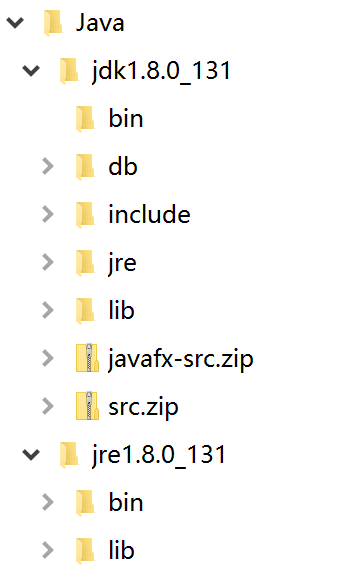 Java
jdk1.8.0_131
bin
db
include
jre
lib
javafx-src.zip
src.zip
jre1.8.0_131
bin
lib